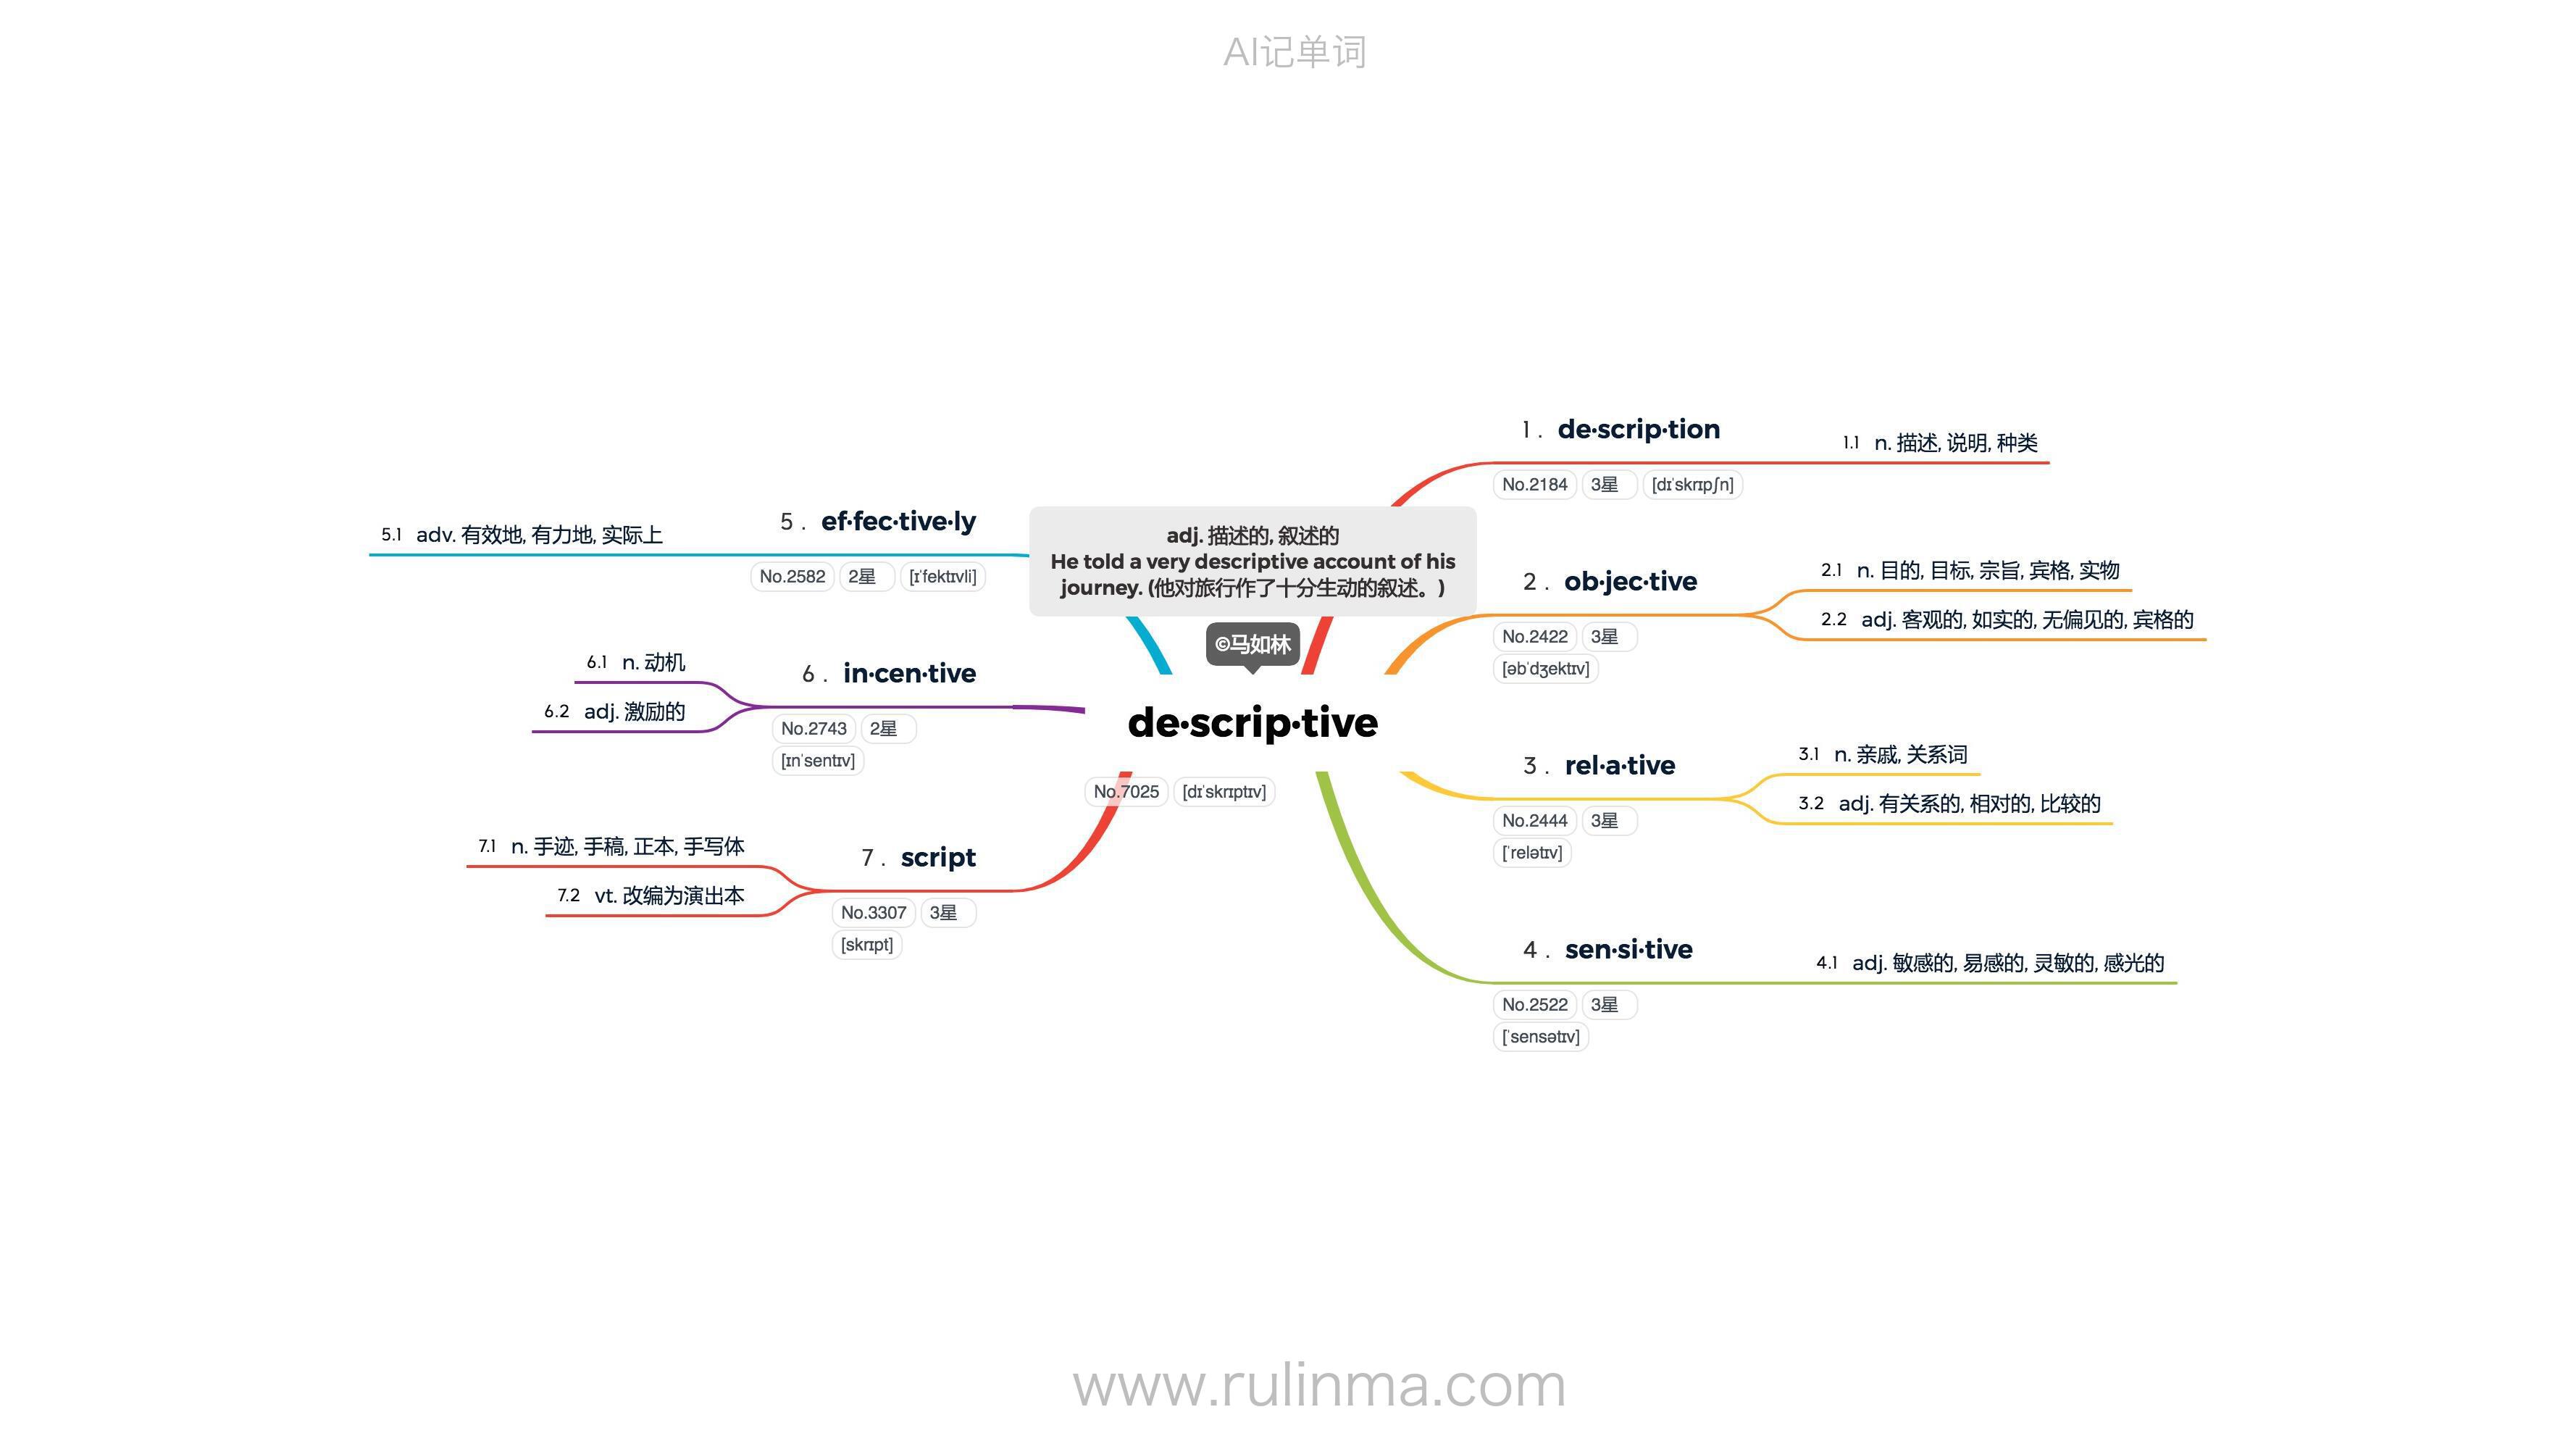 AI记单词
adj. 描述的, 叙述的
He told a very descriptive account of his
journey. (他对旅行作了十分生动的叙述。)
©马如林
de·scrip·tive
No.7025 [dɪˈskrɪptɪv]
1 . de·scrip·tion
No.2184 3星 [dɪˈskrɪpʃn]
1.1 n. 描述, 说明, 种类
2 . ob·jec·tive
No.2422 3星
[əbˈdʒektɪv]
2.1 n. 目的, 目标, 宗旨, 宾格, 实物
2.2 adj. 客观的, 如实的, 无偏见的, 宾格的
3 . rel·a·tive
No.2444 3星
[ˈrelətɪv]
3.1 n. 亲戚, 关系词
3.2 adj. 有关系的, 相对的, 比较的
4 . sen·si·tive
No.2522 3星
[ˈsensətɪv]
4.1 adj. 敏感的, 易感的, 灵敏的, 感光的
5 . ef·fec·tive·ly
No.2582 2星 [ɪˈfektɪvli]
5.1 adv. 有效地, 有力地, 实际上
6 . in·cen·tive
No.2743 2星
[ɪnˈsentɪv]
6.1 n. 动机
6.2 adj. 激励的
7 . script
No.3307 3星
[skrɪpt]
7.1 n. 手迹, 手稿, 正本, 手写体
7.2 vt. 改编为演出本
www.rulinma.com